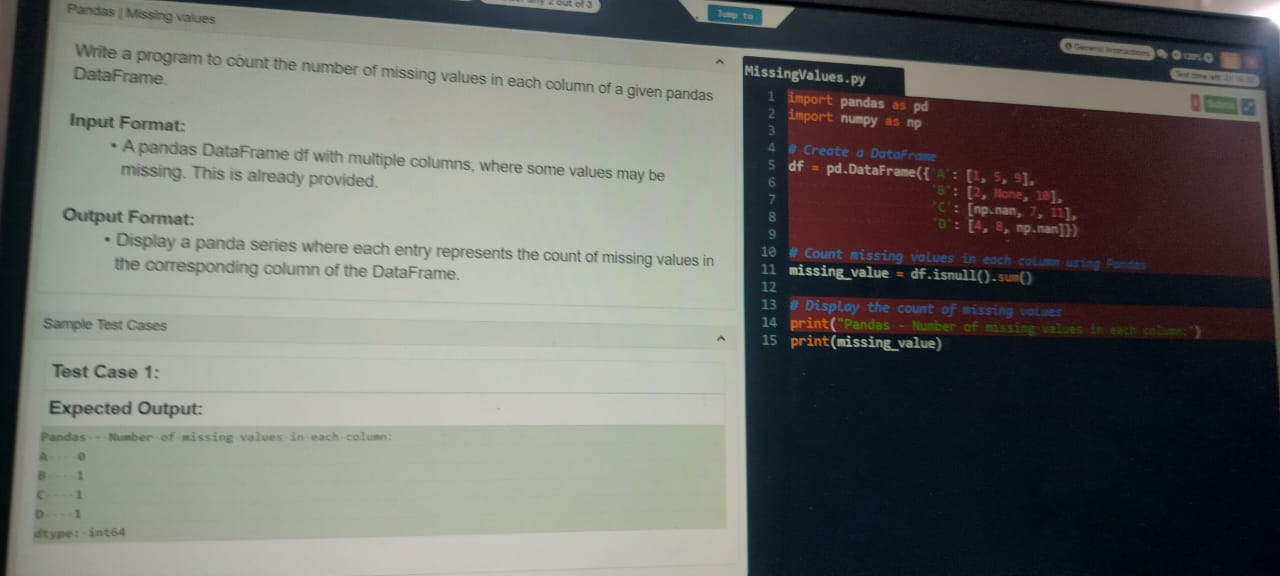 Pandas | Missing values
2 out of 3
Jump to
General Instructions
Test time left:
Submit
Write a program to count the number of missing values in each column of a given pandas
DataFrame.
Input Format:
• A pandas DataFrame df with multiple columns, where some values may be
missing. This is already provided.
Output Format:
• Display a panda series where each entry represents the count of missing values in
the corresponding column of the DataFrame.
Sample Test Cases
Test Case 1:
Expected Output:
Pandas - Number of missing values in each column:
A 0
B 1
C 1
D 1
dtype: int64
MissingValues.py
1 import pandas as pd
2 import numpy as np
3
4 # Create a DataFrame
5 df = pd.DataFrame({'A': [1, 5, 9],
6 'B': [2, None, 10],
7 'C': [np.nan, 7, 11],
8 'D': [4, 8, np.nan]})
9
10 # Count missing values in each column using Pandas
11 missing_value = df.isnull().sum()
12
13 # Display the count of missing values
14 print("Pandas - Number of missing values in each column:")
15 print(missing_value)